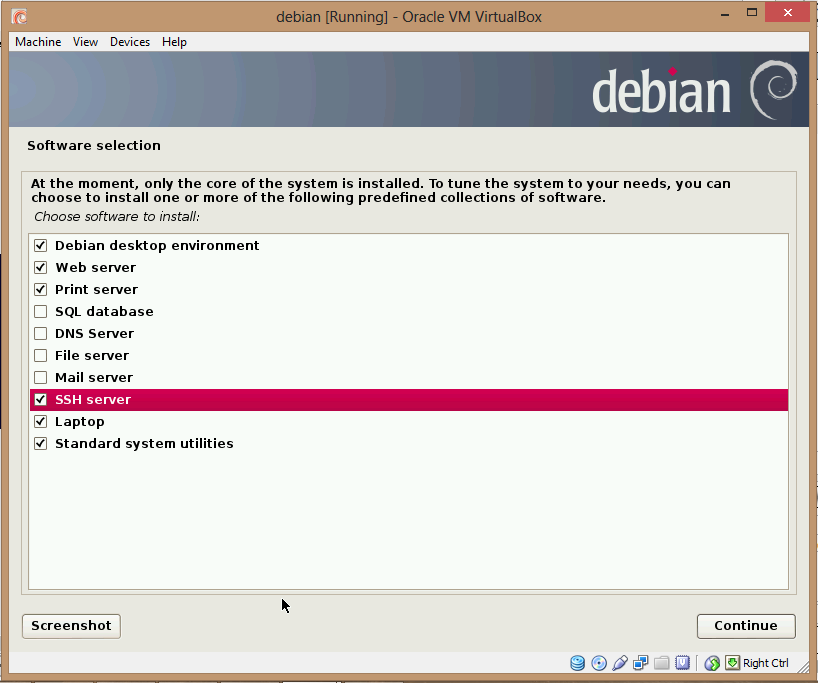 debian [Running] - Oracle VM VirtualBox
Machine View Devices Help
debian
Software selection
At the moment, only the core of the system is installed. To tune the system to your needs, you can
choose to install one or more of the following predefined collections of software.
Choose software to install:
Debian desktop environment
Web server
Print server
SQL database
DNS Server
File server
Mail server
SSH server
Laptop
Standard system utilities
Screenshot
Continue
Right Ctrl